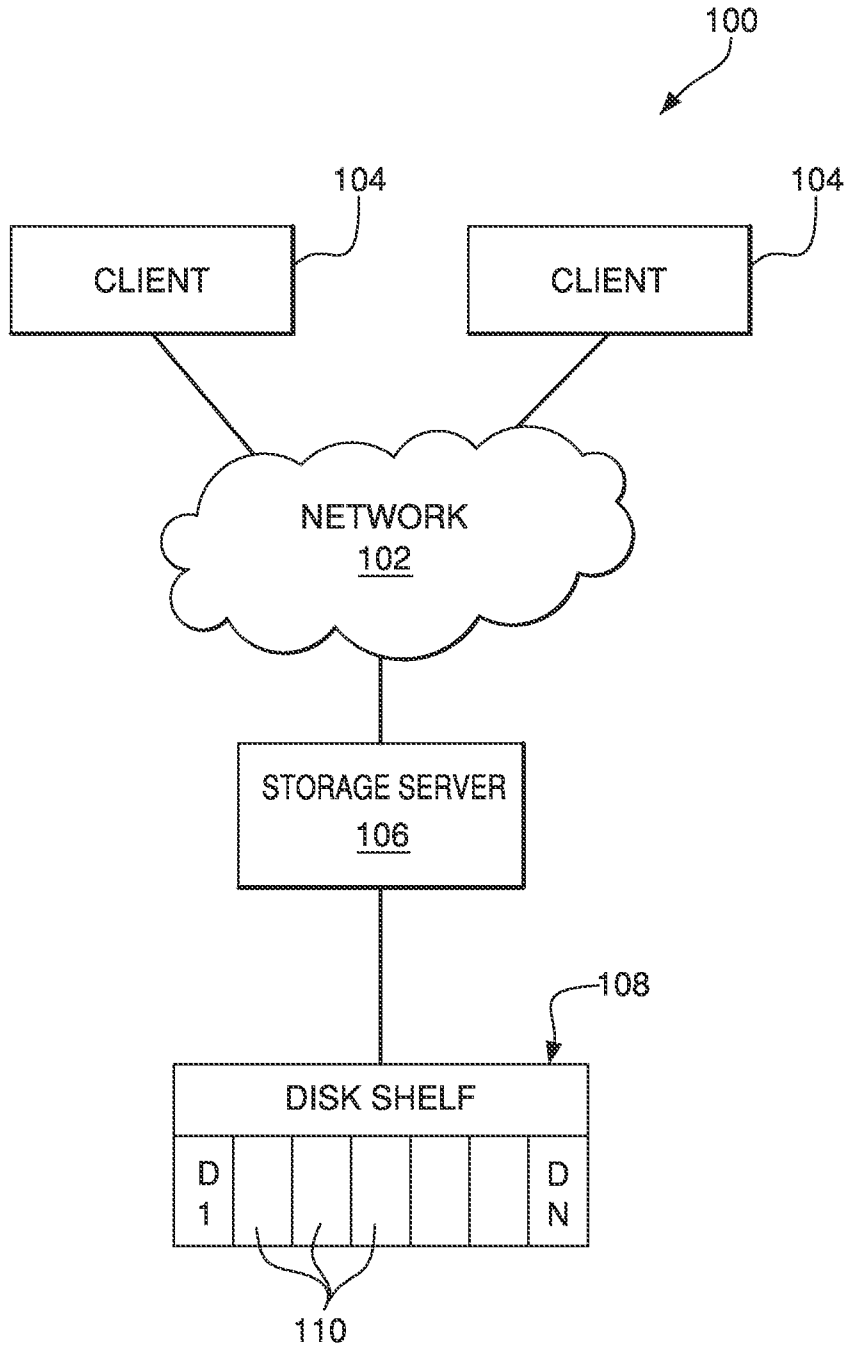 100
104
104
CLIENT
CLIENT
NETWORK
102
STORAGE SERVER
106
108
DISK SHELF
D
1
D
N
110